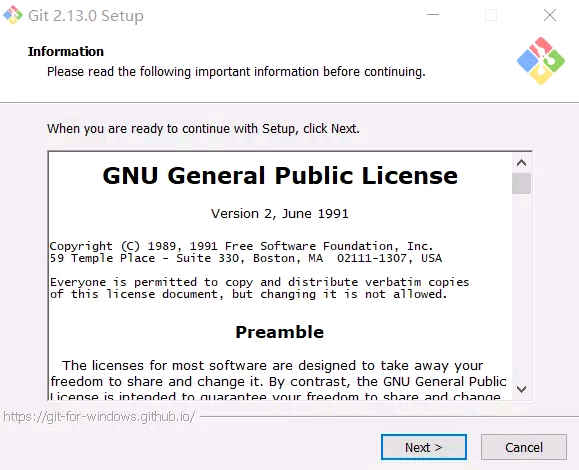 Git 2.13.0 Setup
Information
Please read the following important information before continuing.
When you are ready to continue with Setup, click Next.
GNU General Public License
Version 2, June 1991
Copyright (C) 1989, 1991 Free Software Foundation, Inc.
59 Temple Place - Suite 330, Boston, MA  02111-1307, USA
Everyone is permitted to copy and distribute verbatim copies
of this license document, but changing it is not allowed.
Preamble
The licenses for most software are designed to take away your
freedom to share and change it. By contrast, the GNU General Public
License is intended to guarantee your freedom to share and change
https://git-for-windows.github.io/
Next >
Cancel